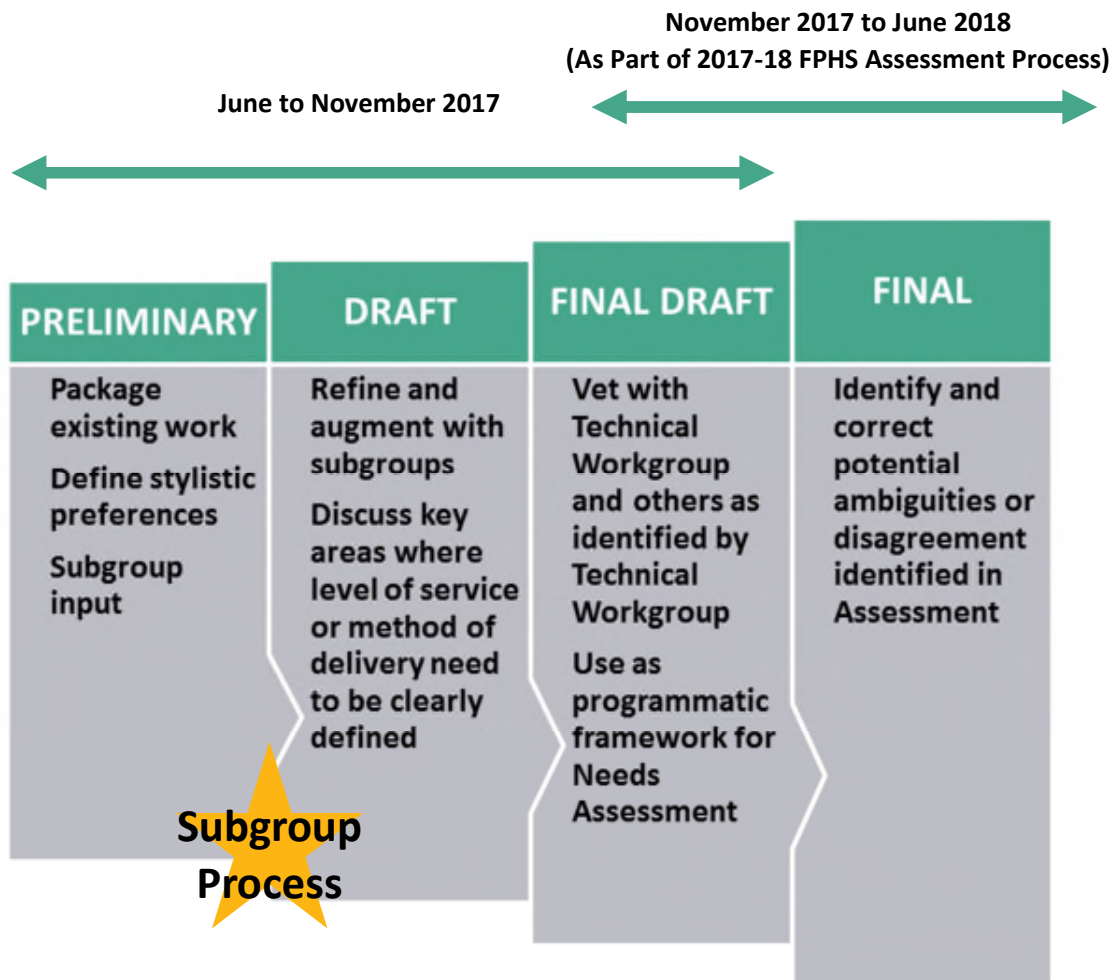 November 2017 to June 2018
(As Part of 2017-18 FPHS Assessment Process)
June to November 2017
PRELIMINARY
Package
existing work
Define stylistic
preferences
Subgroup
input
DRAFT
Refine and
augment with
subgroups
Discuss key
areas where
level of service
or method of
delivery need
to be clearly
defined
FINAL DRAFT
Vet with
Technical
Workgroup
and others as
identified by
Technical
Workgroup
Use as
programmatic
framework for
Needs
Assessment
FINAL
Identify and
correct
potential
ambiguities or
disagreement
identified in
Assessment
Subgroup
Process